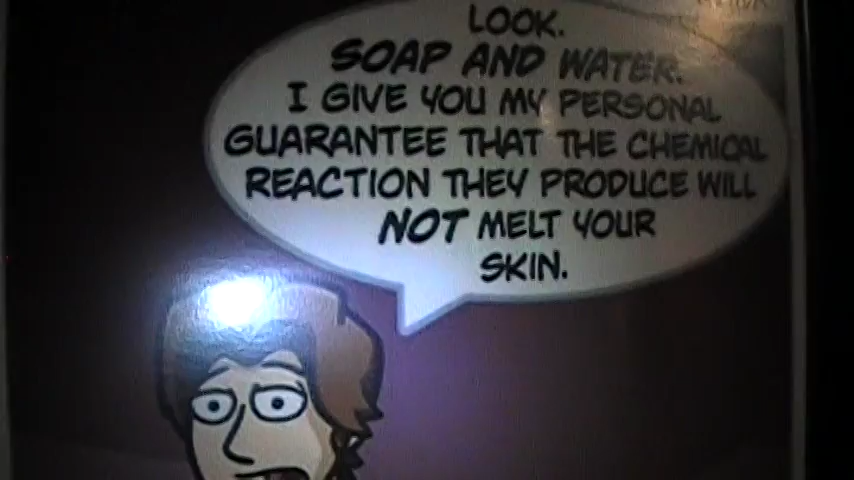 LOOK.
SOAP AND WATER.
I GIVE YOU MY PERSONAL
GUARANTEE THAT THE CHEMICAL
REACTION THEY PRODUCE WILL
NOT MELT YOUR
SKIN.